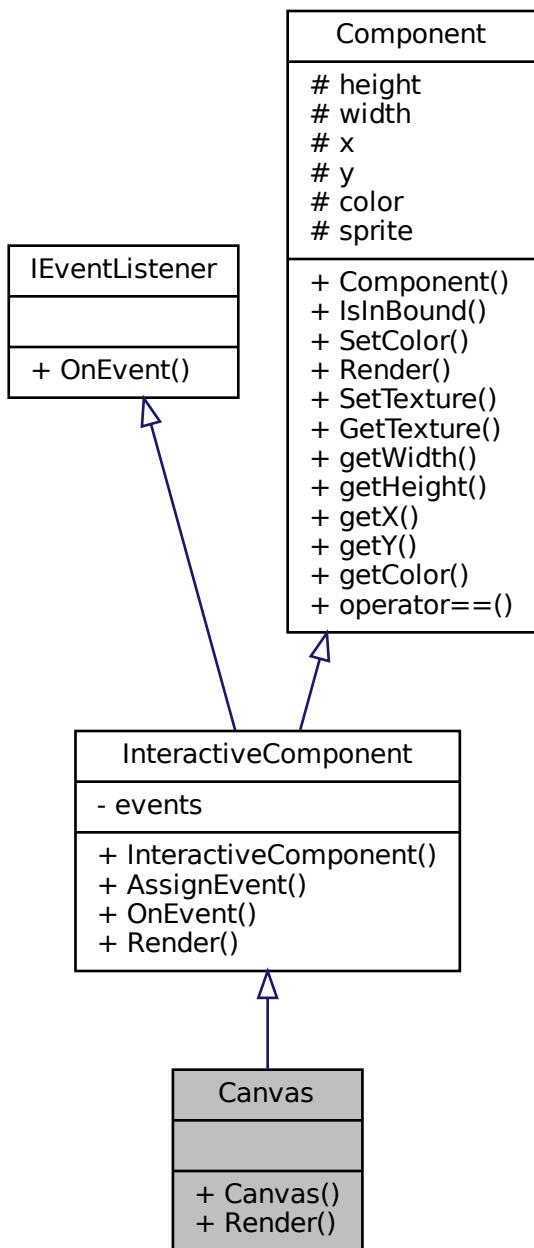 Component
# height
# width
# x
# y
# color
# sprite
+ Component()
+ IsInBound()
+ SetColor()
+ Render()
+ SetTexture()
+ GetTexture()
+ getWidth()
+ getHeight()
+ getX()
+ getY()
+ getColor()
+ operator==()
IEventListener
+ OnEvent()
InteractiveComponent
- events
+ InteractiveComponent()
+ AssignEvent()
+ OnEvent()
+ Render()
Canvas
+ Canvas()
+ Render()